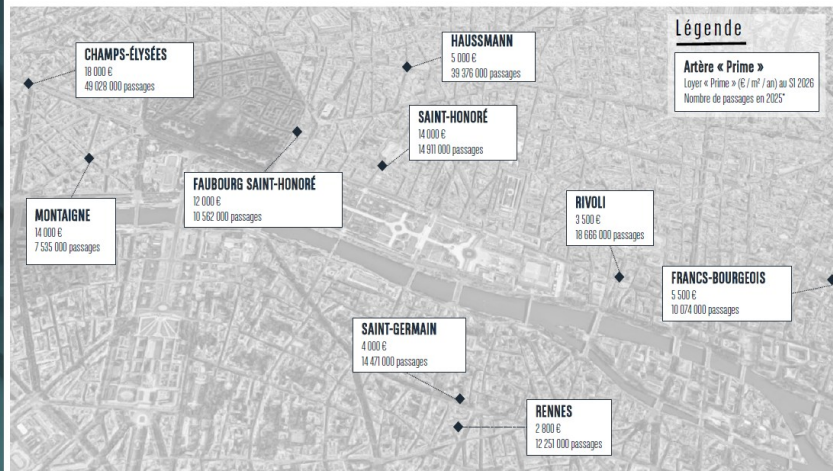 Légende
Artère « Prime »
Loyer « Prime » (€ / m² / an) au S1 2026
Nombre de passages en 2025*
CHAMPS-ÉLYSÉES
18 000 €
49 028 000 passages
HAUSSMANN
5 000 €
39 376 000 passages
SAINT-HONORÉ
14 000 €
14 911 000 passages
FAUBOURG SAINT-HONORÉ
12 000 €
10 562 000 passages
MONTAIGNE
14 000 €
7 535 000 passages
RIVOLI
3 500 €
18 666 000 passages
FRANCS-BOURGEOIS
5 500 €
10 074 000 passages
SAINT-GERMAIN
4 000 €
14 471 000 passages
RENNES
2 800 €
12 251 000 passages